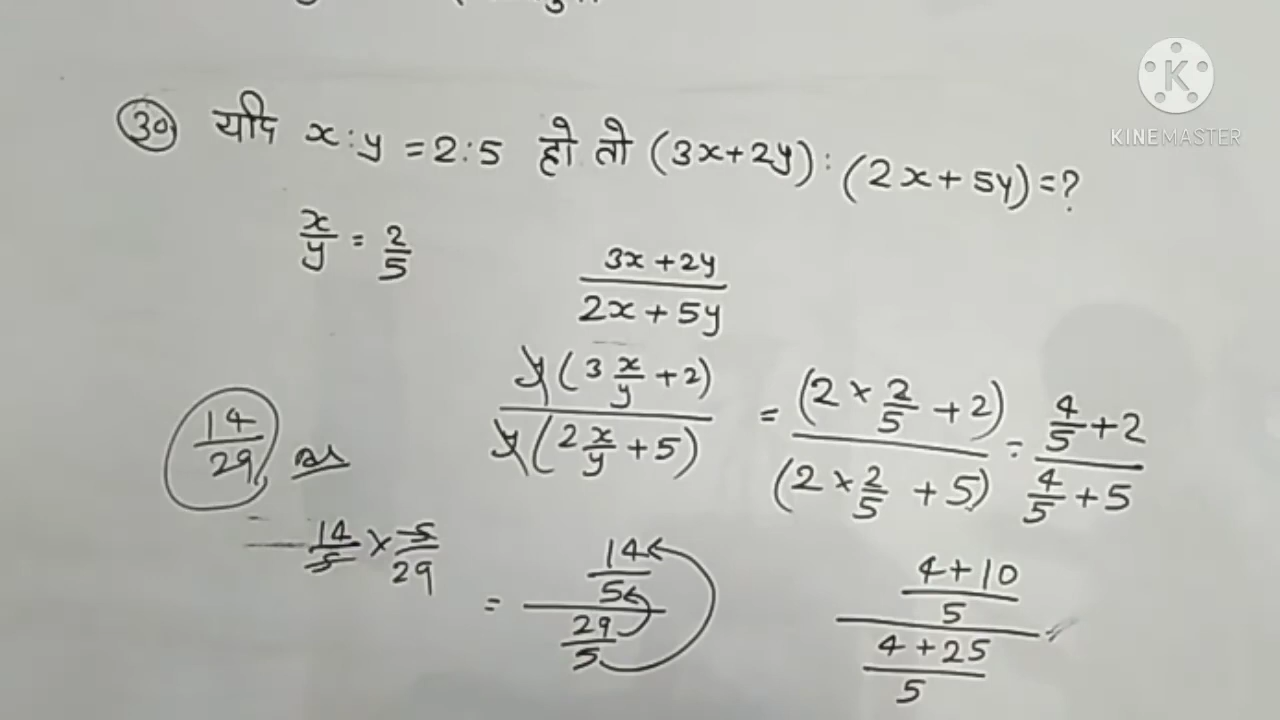 K
KINEMASTER
30 यदि x:y = 2:5 हो तो (3x+2y):(2x+5y)=?
x/y = 2/5
3x+2y / 2x+5y
y(3 x/y + 2) / y(2 x/y + 5) = (2 × 2/5 + 2) / (2 × 2/5 + 5) = 4/5 + 2 / 4/5 + 5
4+10/5 / 4+25/5
= 14/5 / 29/5
14/5 × 5/29
14/29